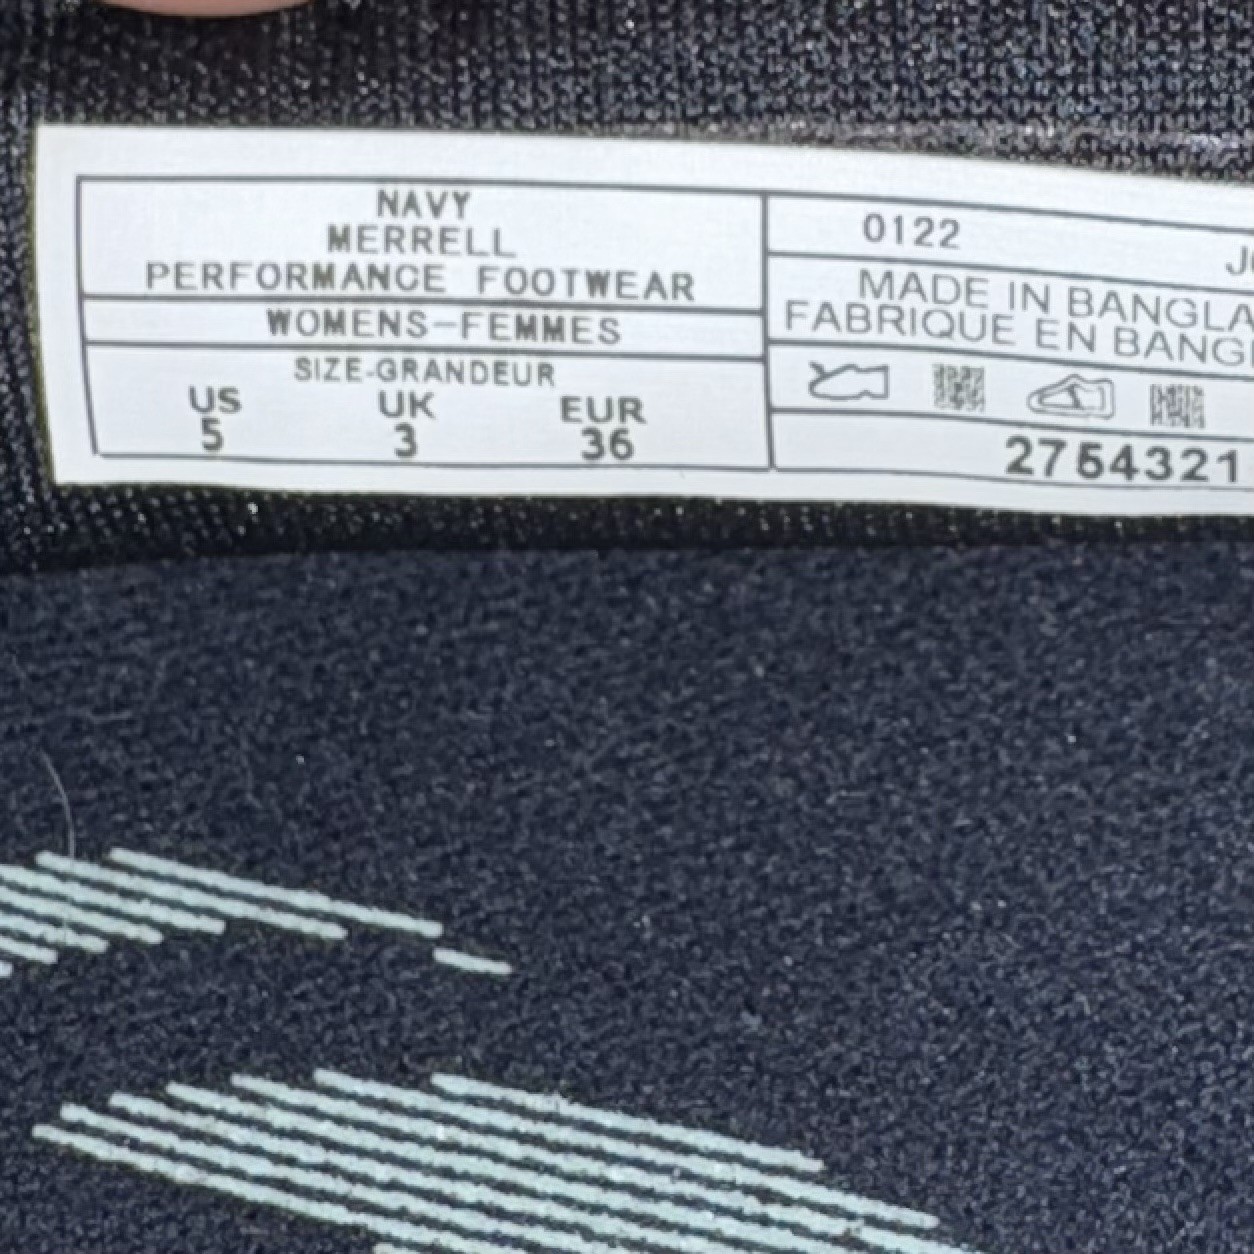 NAVY
MERRELL
PERFORMANCE FOOTWEAR
WOMENS-FEMMES
SIZE-GRANDEUR
US UK EUR
5 3 36
0122
MADE IN BANGLA
FABRIQUE EN BANG
2754321